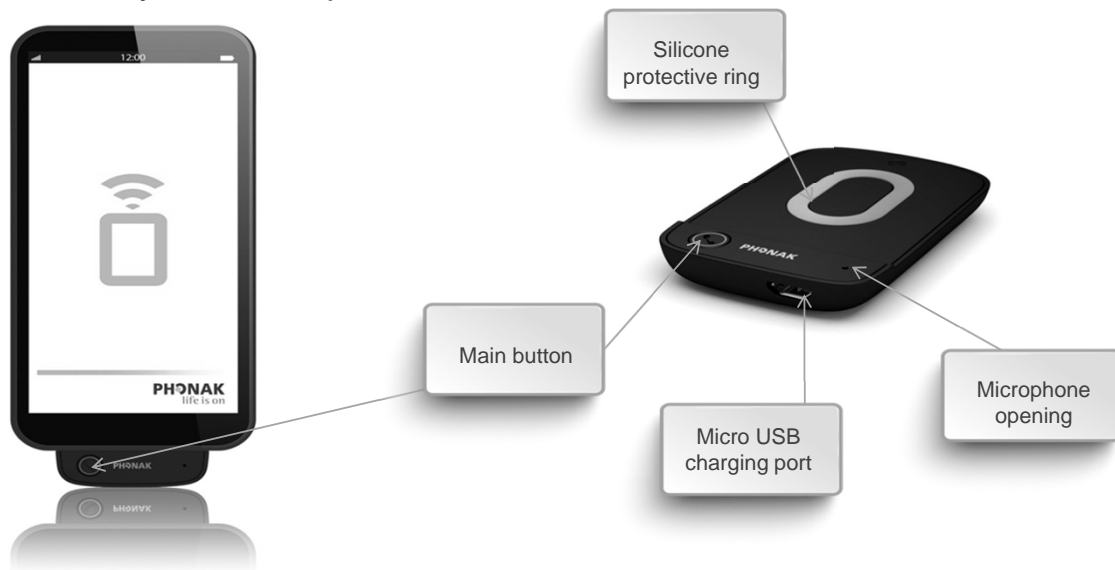 12:00
PHONAK
life is on
PHONAK
PHONAK
Silicone
protective ring
PHONAK
Main button
Micro USB
charging port
Microphone
opening